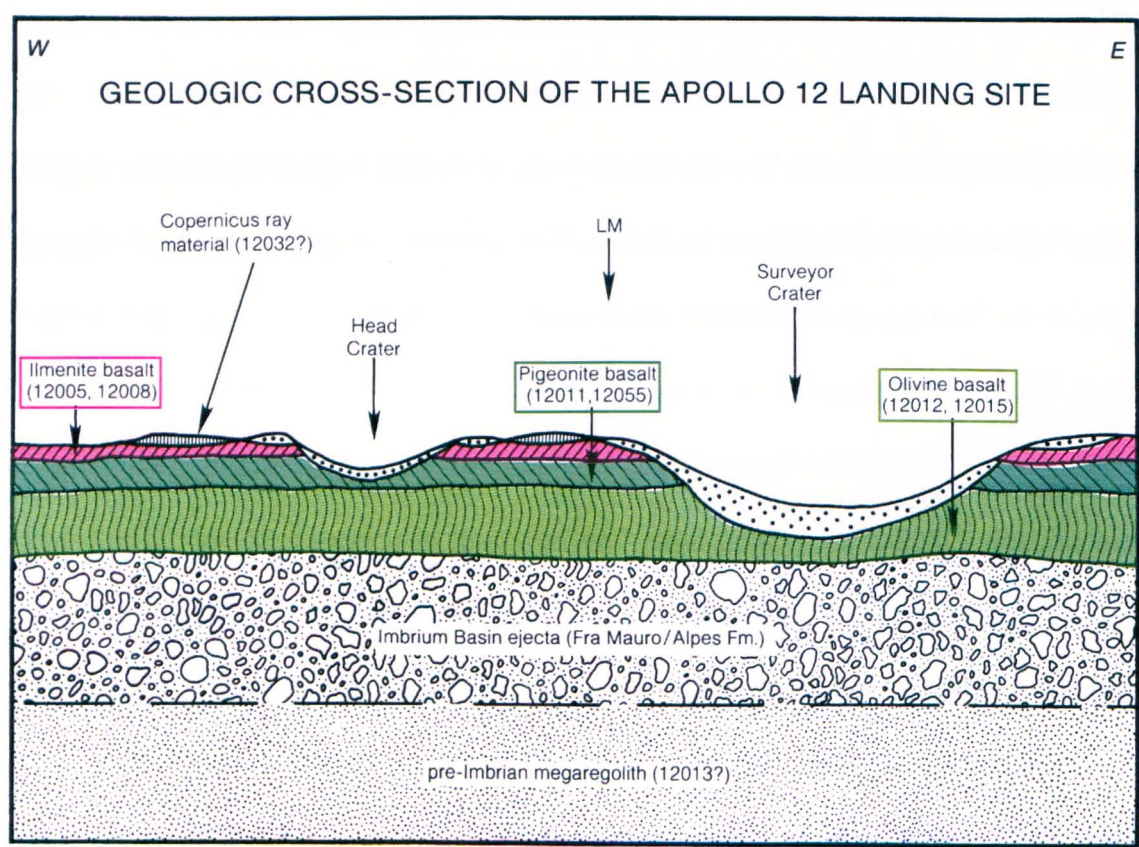 W
E
GEOLOGIC CROSS-SECTION OF THE APOLLO 12 LANDING SITE
Copernicus ray
material (12032?)
LM
Surveyor
Crater
Head
Crater
Ilmenite basalt
(12005, 12008)
Pigeonite basalt
(12011,12055)
Olivine basalt
(12012, 12015)
Imbrium Basin ejecta (Fra Mauro/Alpes Fm.)
pre-Imbrian megaregolith (12013?)